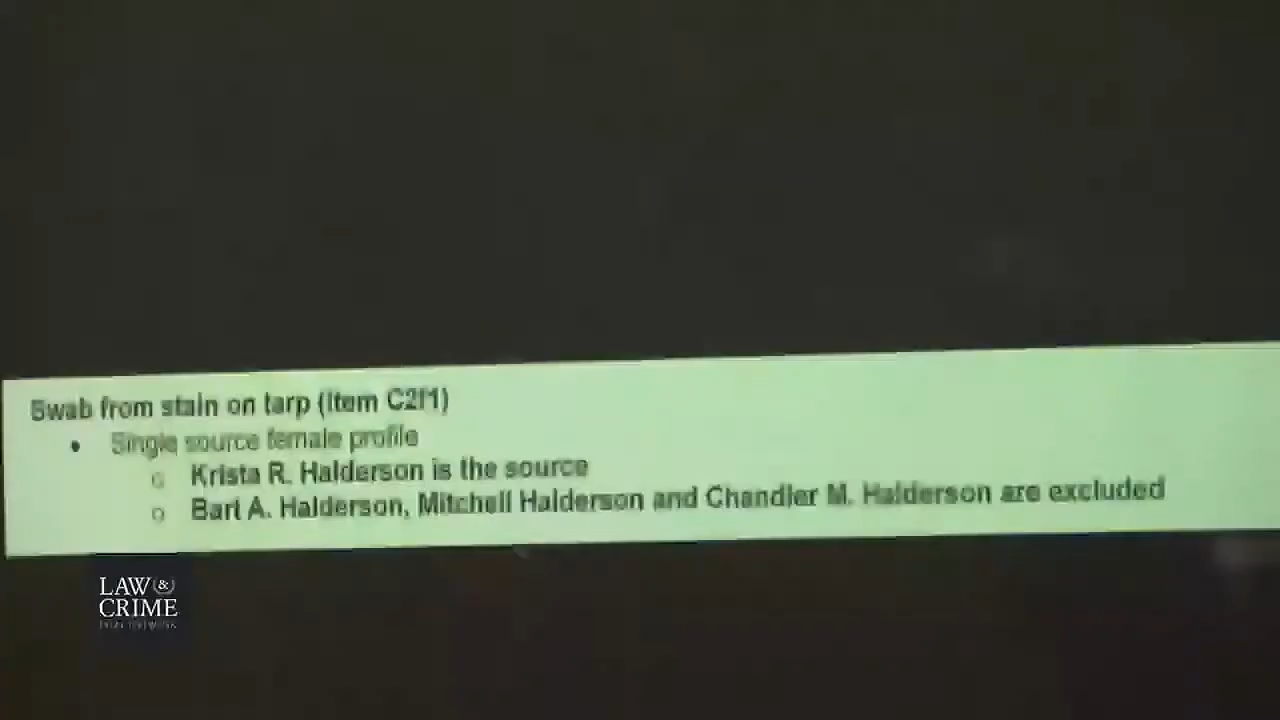 Swab from stain on tarp (Item C2f1)
• Single source female profile
o Krista R. Halderson is the source
o Bart A. Halderson, Mitchell Halderson and Chandler M. Halderson are excluded
LAW &
CRIME